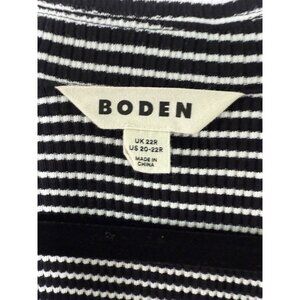 BODEN
UK 22R
US 20-22R
MADE IN
CHINA